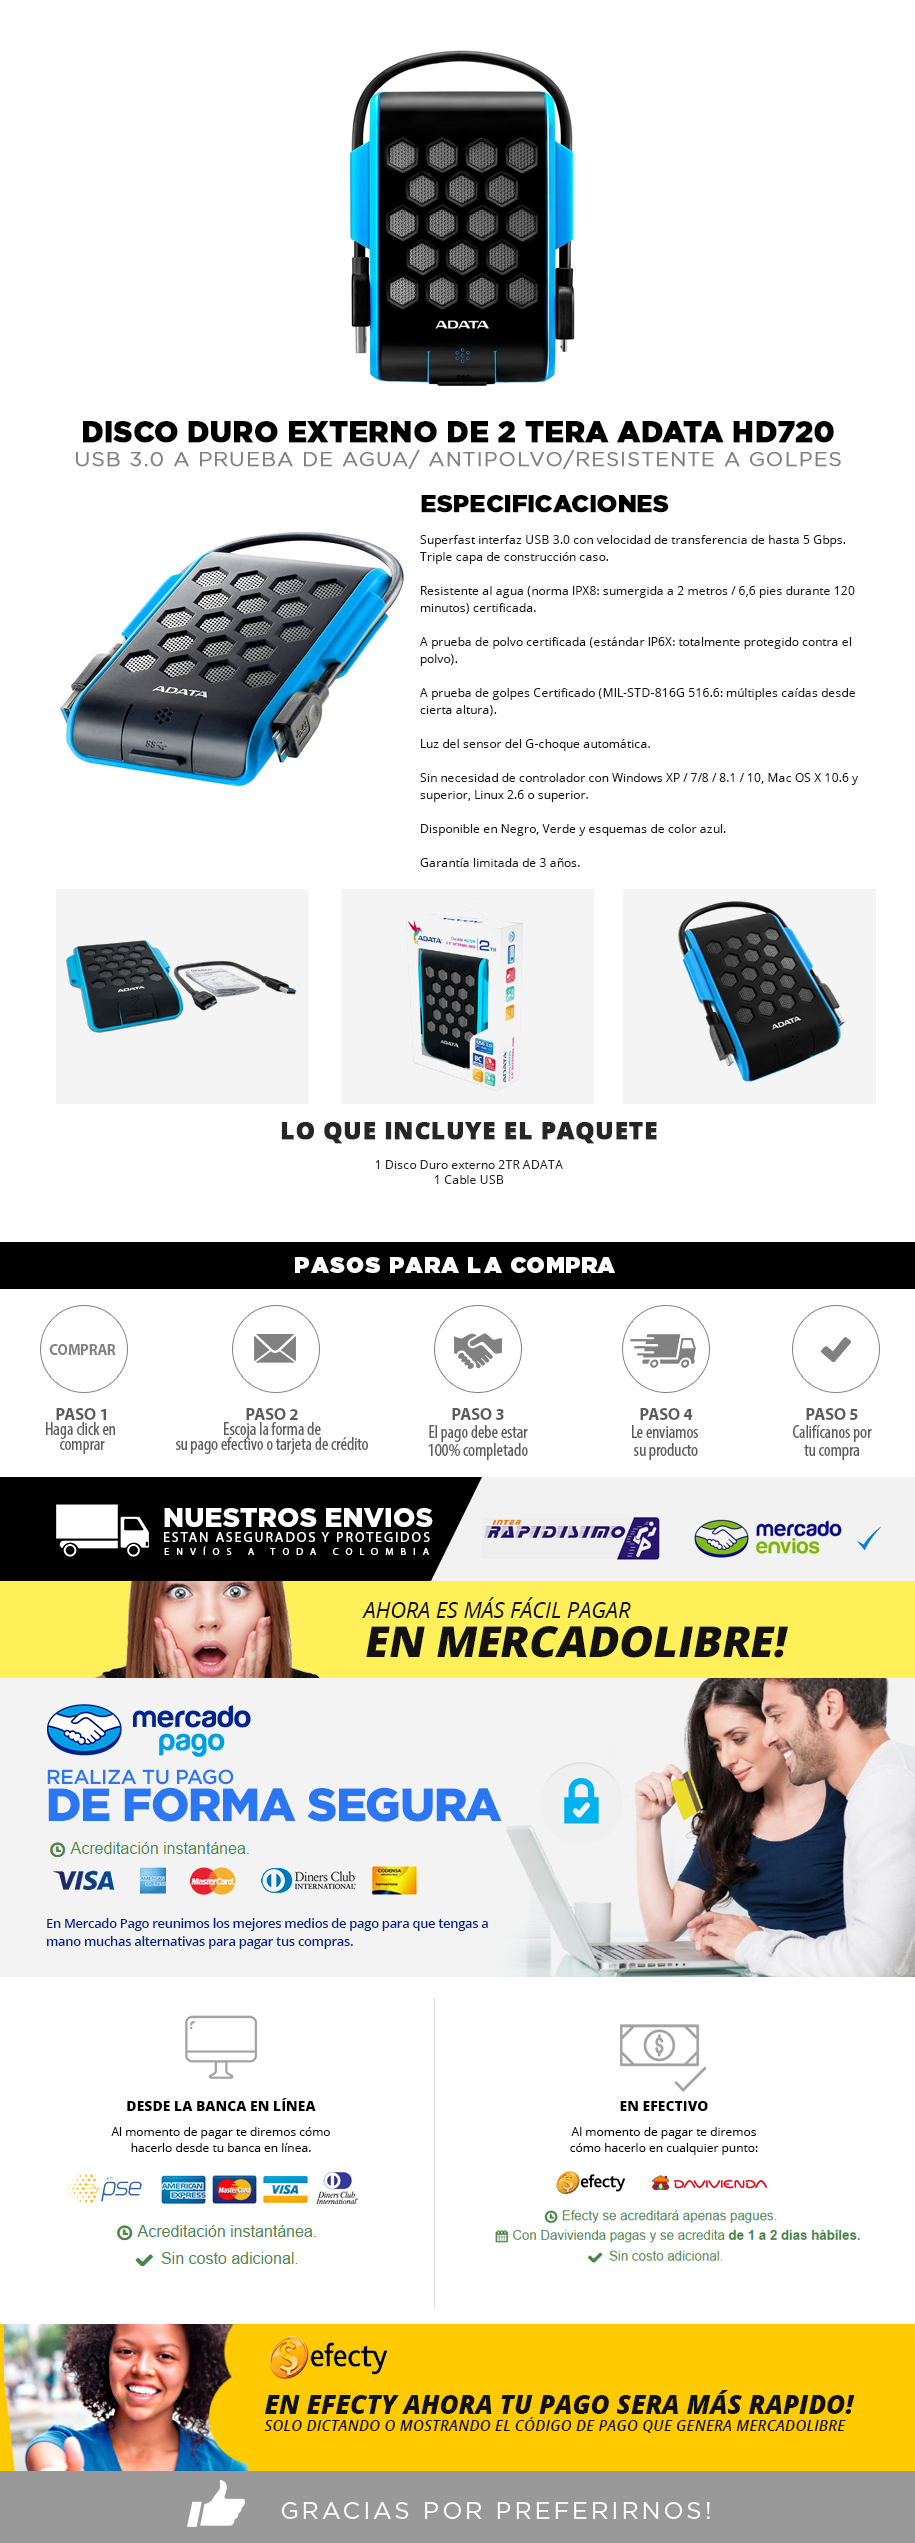 ADATA
DISCO DURO EXTERNO DE 2 TERA ADATA HD720
USB 3.0 A PRUEBA DE AGUA/ ANTIPOLVO/RESISTENTE A GOLPES
ESPECIFICACIONES
Superfast interfaz USB 3.0 con velocidad de transferencia de hasta 5 Gbps.
Triple capa de construcción caso.
Resistente al agua (norma IPX8: sumergida a 2 metros / 6,6 pies durante 120
minutos) certificada.
A prueba de polvo certificada (estándar IP6X: totalmente protegido contra el
polvo).
A prueba de golpes Certificado (MIL-STD-816G 516.6: múltiples caídas desde
cierta altura).
Luz del sensor del G-choque automática.
Sin necesidad de controlador con Windows XP / 7/8 / 8.1 / 10, Mac OS X 10.6 y
superior, Linux 2.6 o superior.
Disponible en Negro, Verde y esquemas de color azul.
Garantía limitada de 3 años.
ADATA
ADATA
ADATA
2TB
ADATA
ADATA
ADATA
LO QUE INCLUYE EL PAQUETE
1 Disco Duro externo 2TR ADATA
1 Cable USB
PASOS PARA LA COMPRA
COMPRAR
PASO 1
Haga click en
comprar
PASO 2
Escoja la forma de
su pago efectivo o tarjeta de crédito
PASO 3
El pago debe estar
100% completado
PASO 4
Le enviamos
su producto
PASO 5
Califícanos por
tu compra
NUESTROS ENVIOS
ESTAN ASEGURADOS Y PROTEGIDOS
ENVÍOS A TODA COLOMBIA
INTER
RAPIDISIMO
mercado
envios
AHORA ES MÁS FÁCIL PAGAR
EN MERCADOLIBRE!
mercado
pago
REALIZA TU PAGO
DE FORMA SEGURA
Acreditación instantánea.
VISA
AMERICAN EXPRESS
MasterCard
Diners Club
INTERNATIONAL
CODENSA
En Mercado Pago reunimos los mejores medios de pago para que tengas a
mano muchas alternativas para pagar tus compras.
DESDE LA BANCA EN LÍNEA
Al momento de pagar te diremos cómo
hacerlo desde tu banca en línea.
pse
AMERICAN EXPRESS
MasterCard
VISA
Diners Club
International
Acreditación instantánea.
Sin costo adicional.
EN EFECTIVO
Al momento de pagar te diremos
cómo hacerlo en cualquier punto:
efecty
DAVIVIENDA
Efecty se acreditará apenas pagues.
Con Davivienda pagas y se acredita de 1 a 2 días hábiles.
Sin costo adicional.
efecty
EN EFECTY AHORA TU PAGO SERA MÁS RAPIDO!
SOLO DICTANDO O MOSTRANDO EL CÓDIGO DE PAGO QUE GENERA MERCADOLIBRE
GRACIAS POR PREFERIRNOS!